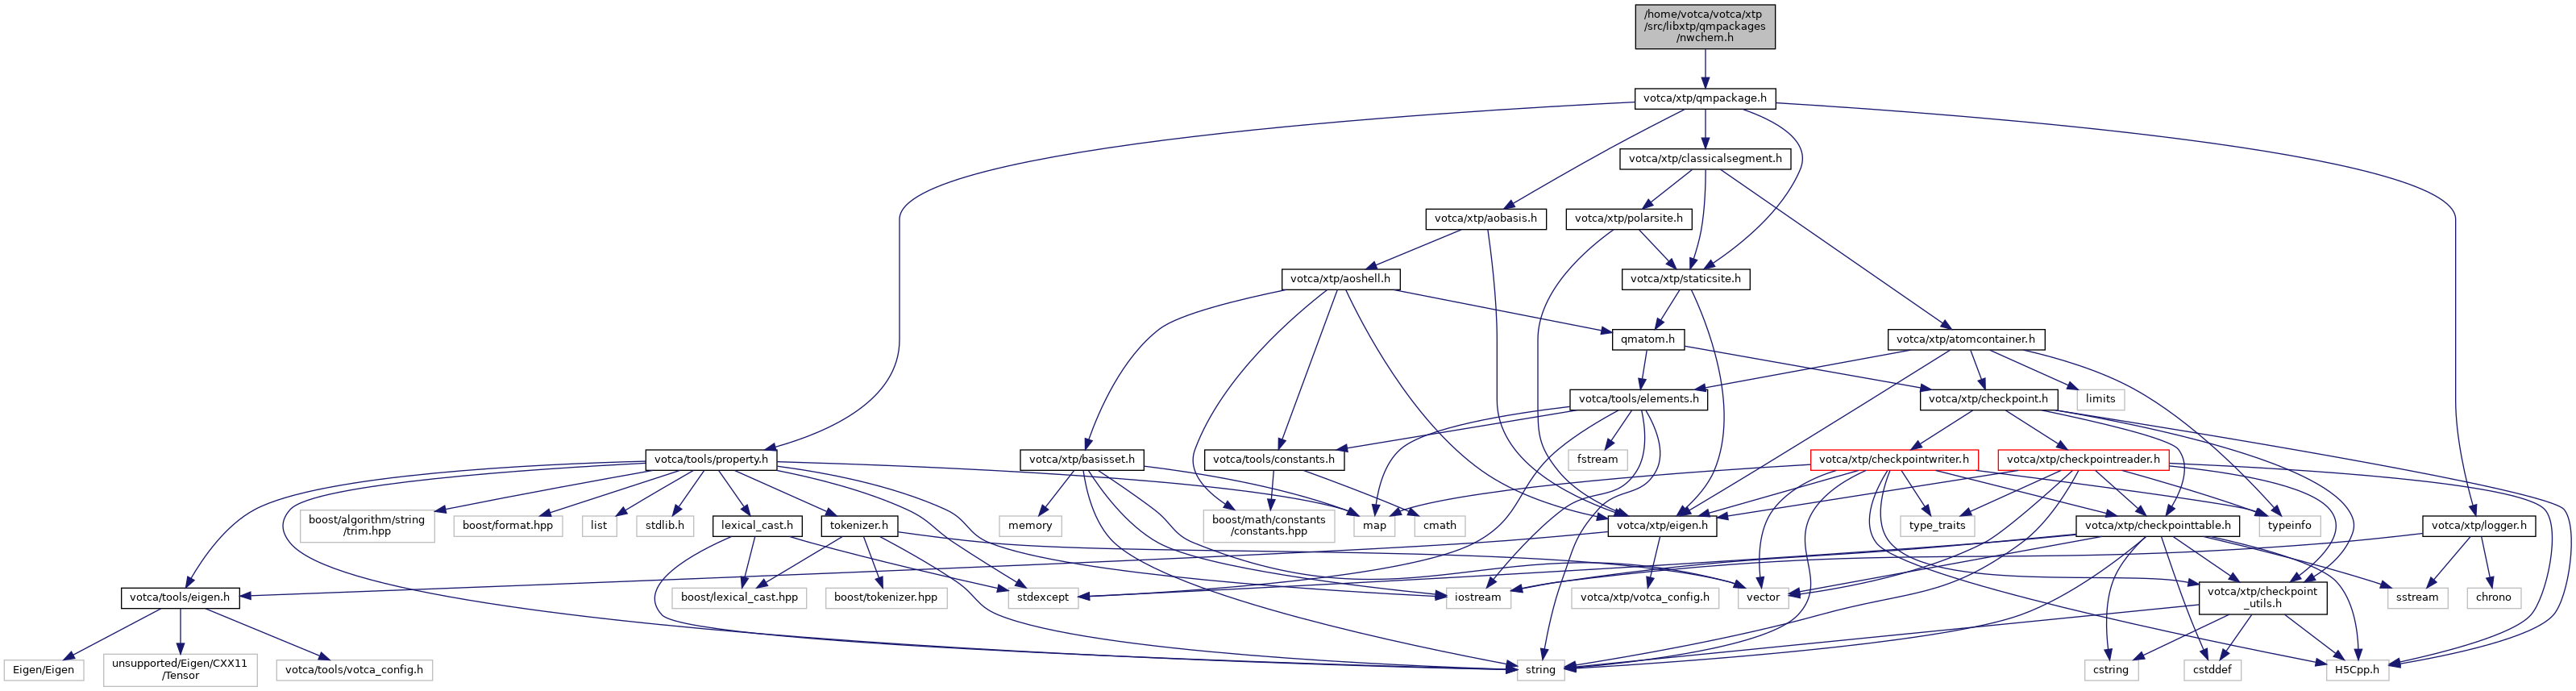 /home/votca/votca/xtp
/src/libxtp/qmpackages
/nwchem.h
votca/xtp/qmpackage.h
votca/xtp/classicalsegment.h
votca/xtp/aobasis.h
votca/xtp/polarsite.h
votca/xtp/aoshell.h
votca/xtp/staticsite.h
qmatom.h
votca/xtp/atomcontainer.h
votca/tools/elements.h
votca/xtp/checkpoint.h
limits
votca/tools/property.h
votca/xtp/basisset.h
votca/tools/constants.h
fstream
votca/xtp/checkpointwriter.h
votca/xtp/checkpointreader.h
boost/algorithm/string
/trim.hpp
boost/format.hpp
list
stdlib.h
lexical_cast.h
tokenizer.h
memory
boost/math/constants
/constants.hpp
map
cmath
votca/xtp/eigen.h
type_traits
votca/xtp/checkpointtable.h
typeinfo
votca/xtp/logger.h
votca/tools/eigen.h
boost/lexical_cast.hpp
boost/tokenizer.hpp
stdexcept
iostream
votca/xtp/votca_config.h
vector
votca/xtp/checkpoint
_utils.h
sstream
chrono
Eigen/Eigen
unsupported/Eigen/CXX11
/Tensor
votca/tools/votca_config.h
string
cstring
cstddef
H5Cpp.h